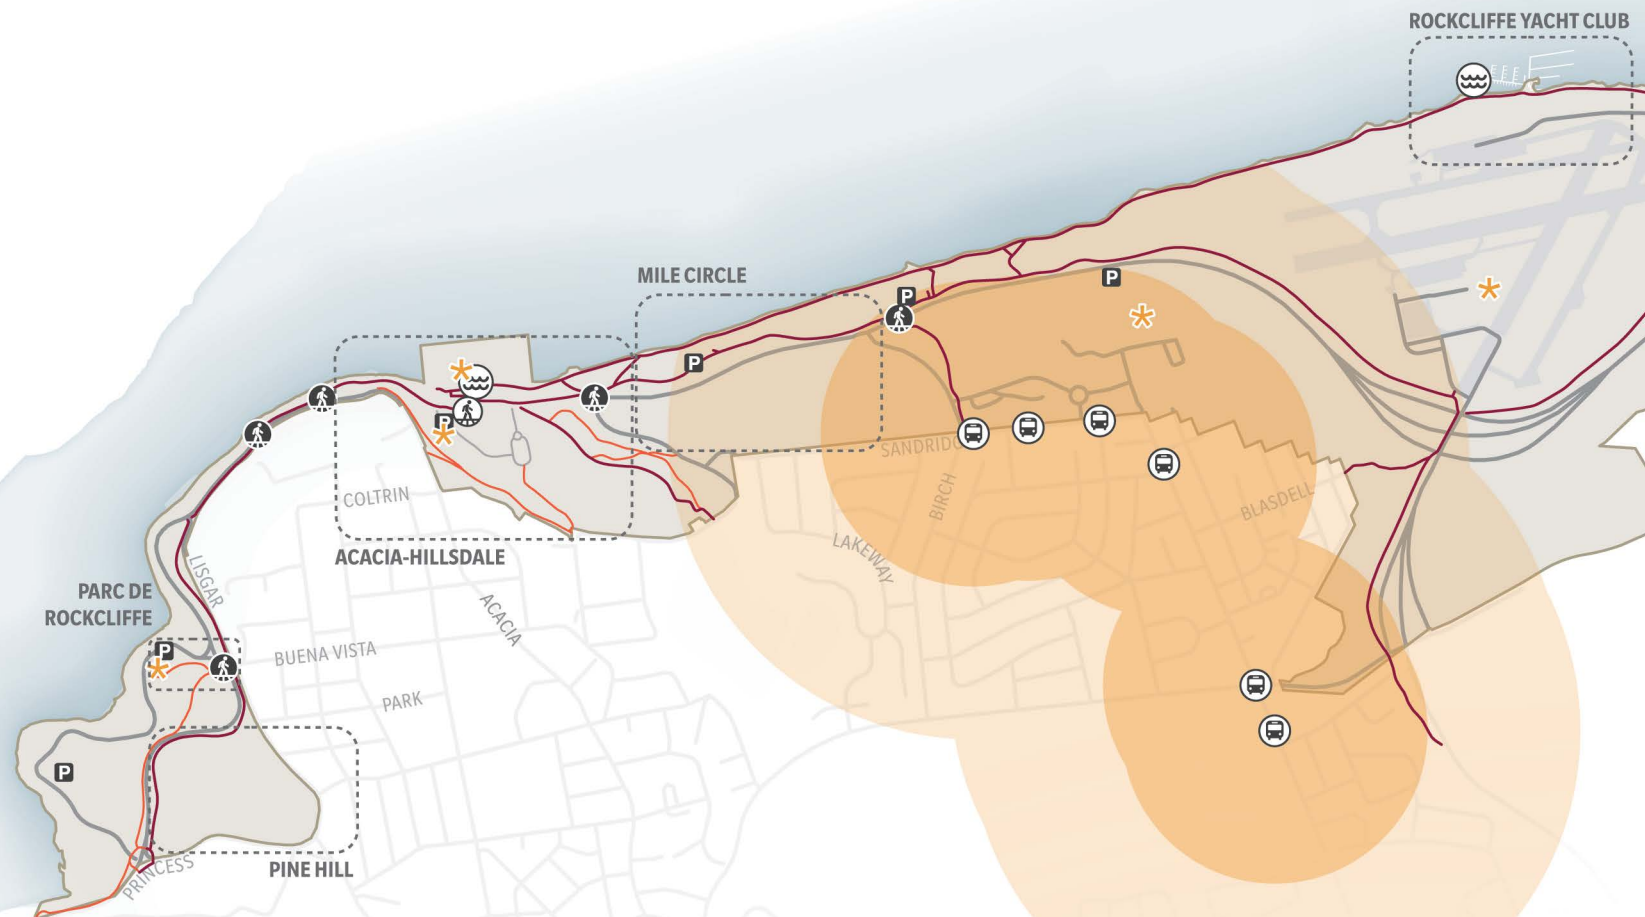 ROCKCLIFFE YACHT CLUB
MILE CIRCLE
P
P
P
P
SANDRIDG
COLTRIN
BIRCH
BLASDELL
LAKEWAY
ACACIA-HILLSDALE
LISGAR
PARC DE
ROCKCLIFFE
ACACIA
P
BUENA VISTA
PARK
P
PRINCESS
PINE HILL